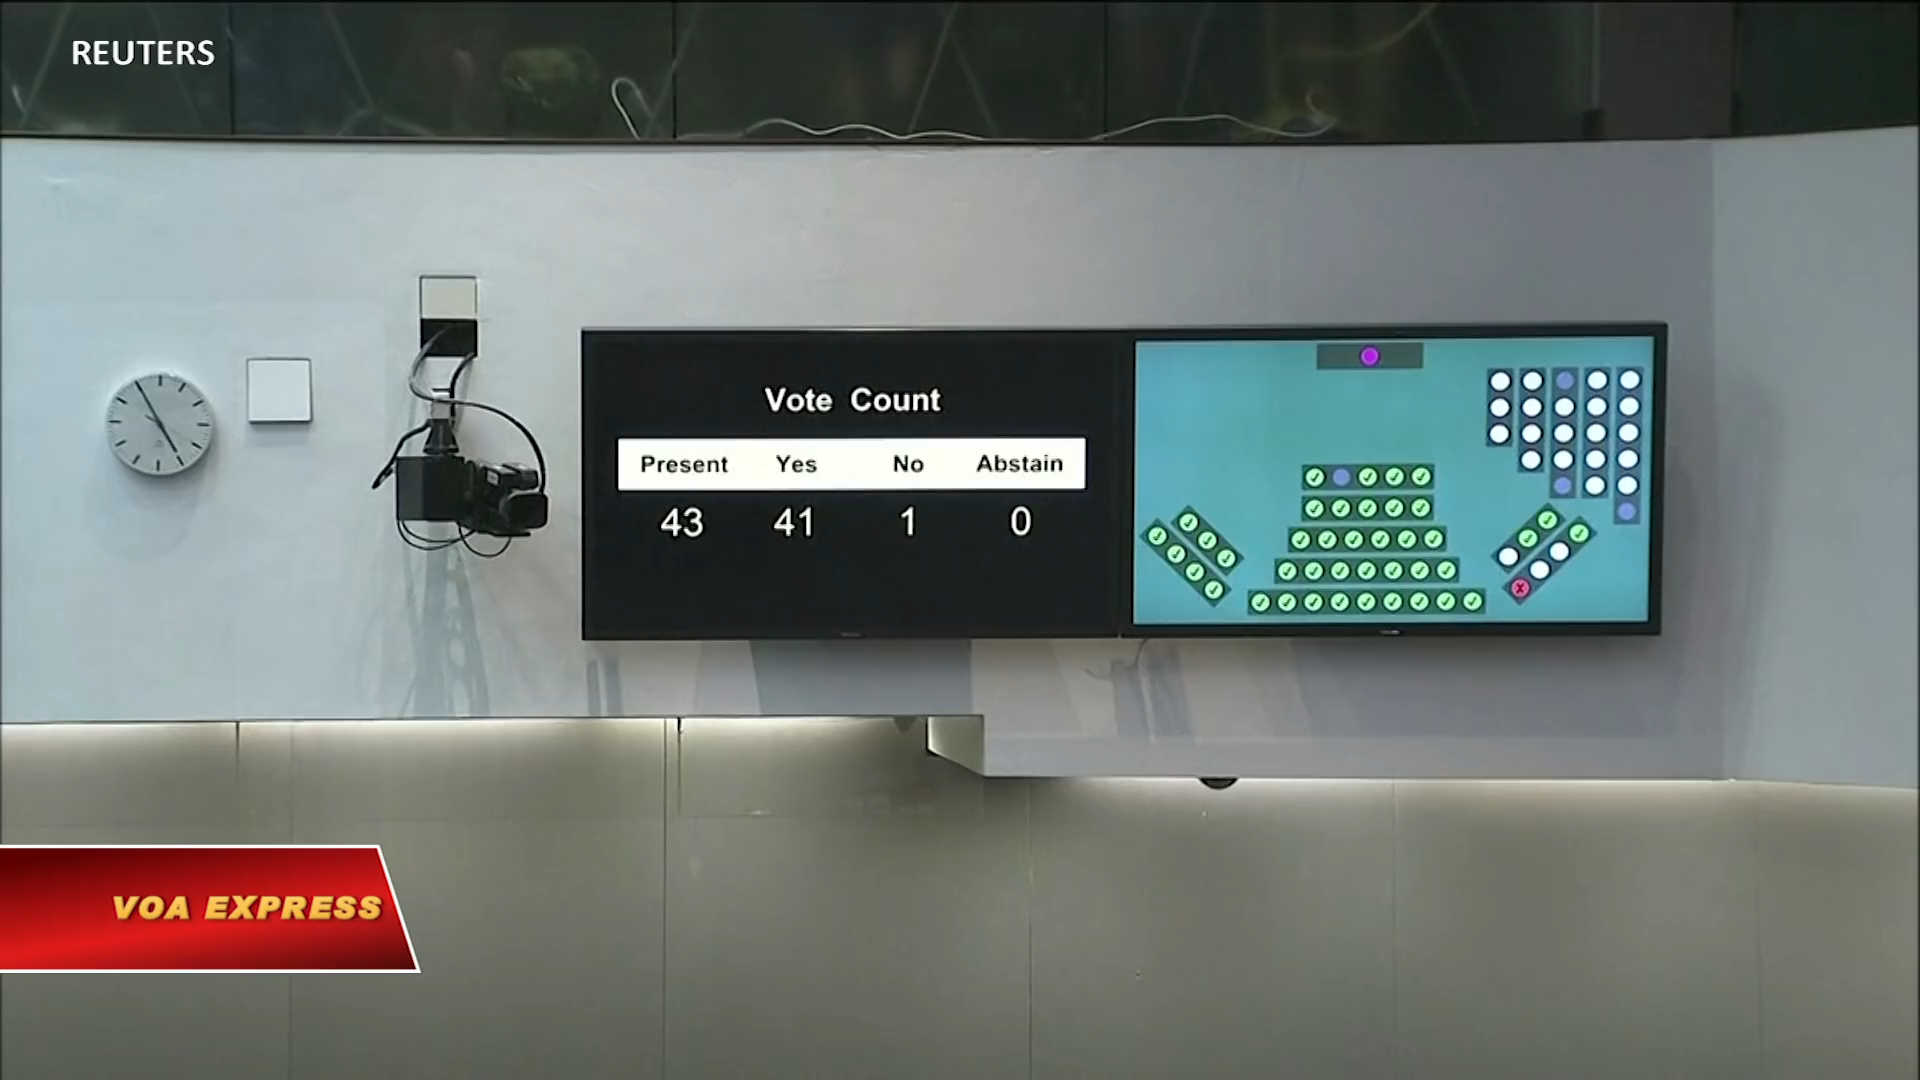 REUTERS
Vote Count
Present Yes No Abstain
43 41 1 0
VOA EXPRESS